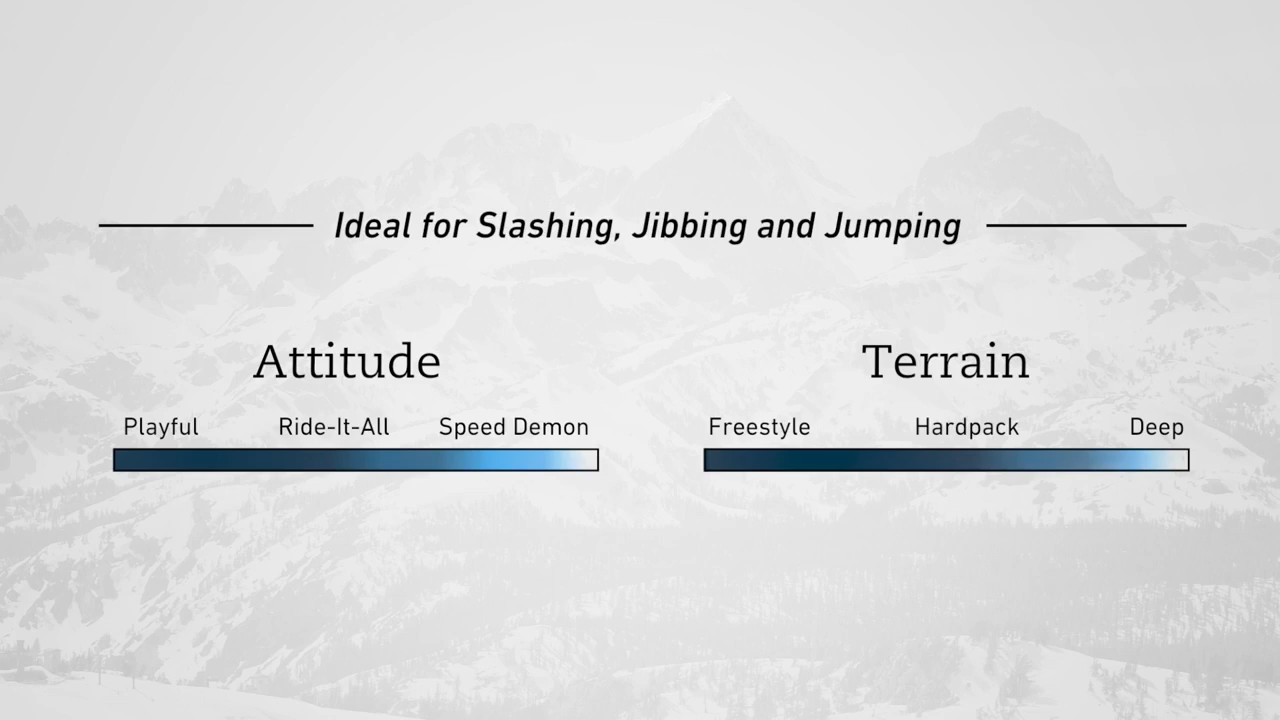 Ideal for Slashing, Jibbing and Jumping
Attitude
Playful Ride-It-All Speed Demon
Terrain
Freestyle Hardpack Deep